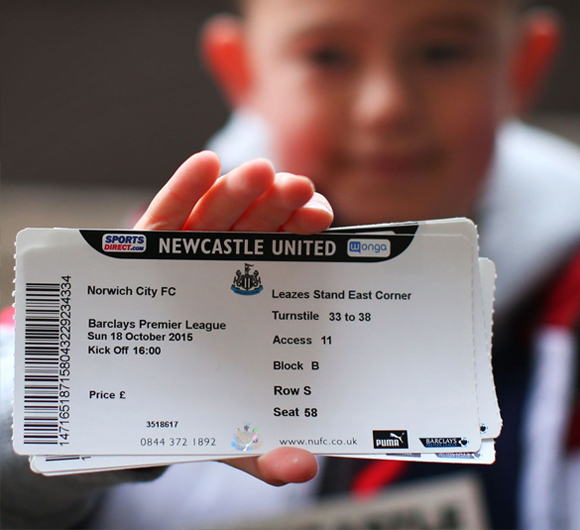 SPORTS
DIRECT.com
NEWCASTLE UNITED
wonga
Norwich City FC
Barclays Premier League
Sun 18 October 2015
Kick Off 16:00
Price £
3518617
0844 372 1892
Leazes Stand East Corner
Turnstile 33 to 38
Access 11
Block B
Row S
Seat 58
www.nufc.co.uk
PUMA
BARCLAYS
14716518715804322923​4334